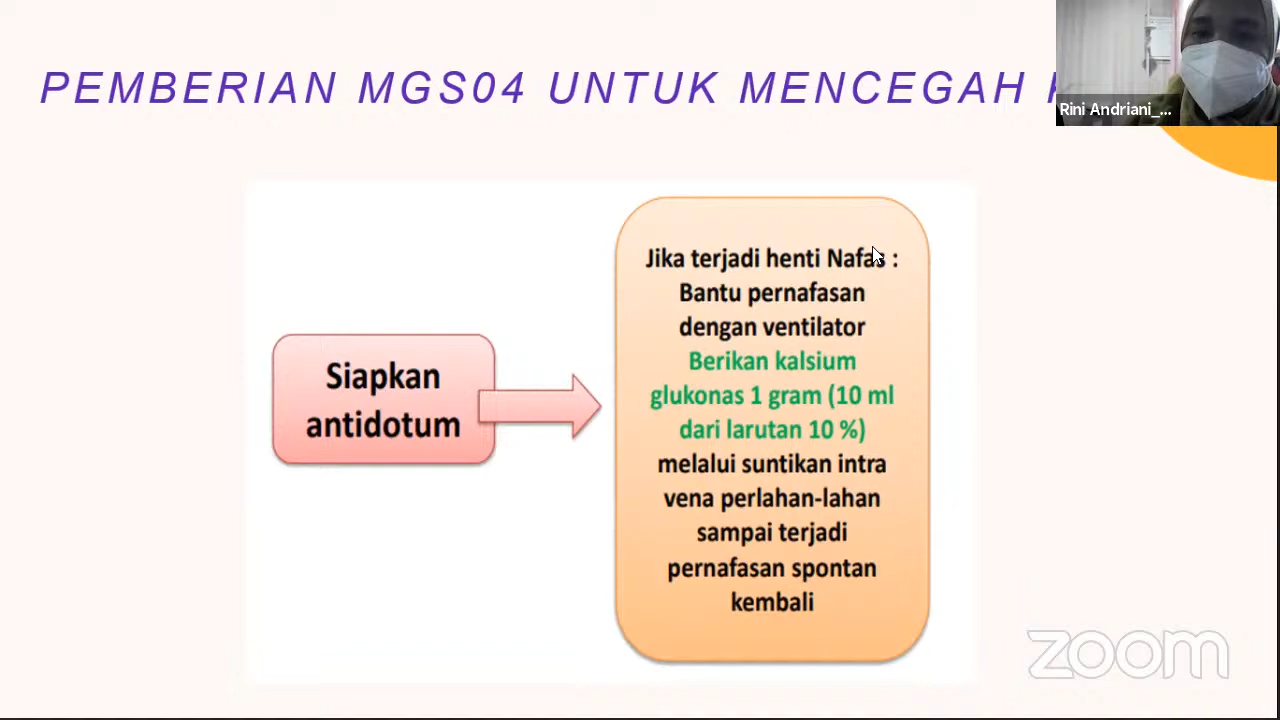 PEMBERIAN MGS04 UNTUK MENCEGAH
Rini Andriani_...
Jika terjadi henti Nafas :
Bantu pernafasan
dengan ventilator
Berikan kalsium
glukonas 1 gram (10 ml
dari larutan 10 %)
melalui suntikan intra
vena perlahan-lahan
sampai terjadi
pernafasan spontan
kembali
Siapkan
antidotum
zoom